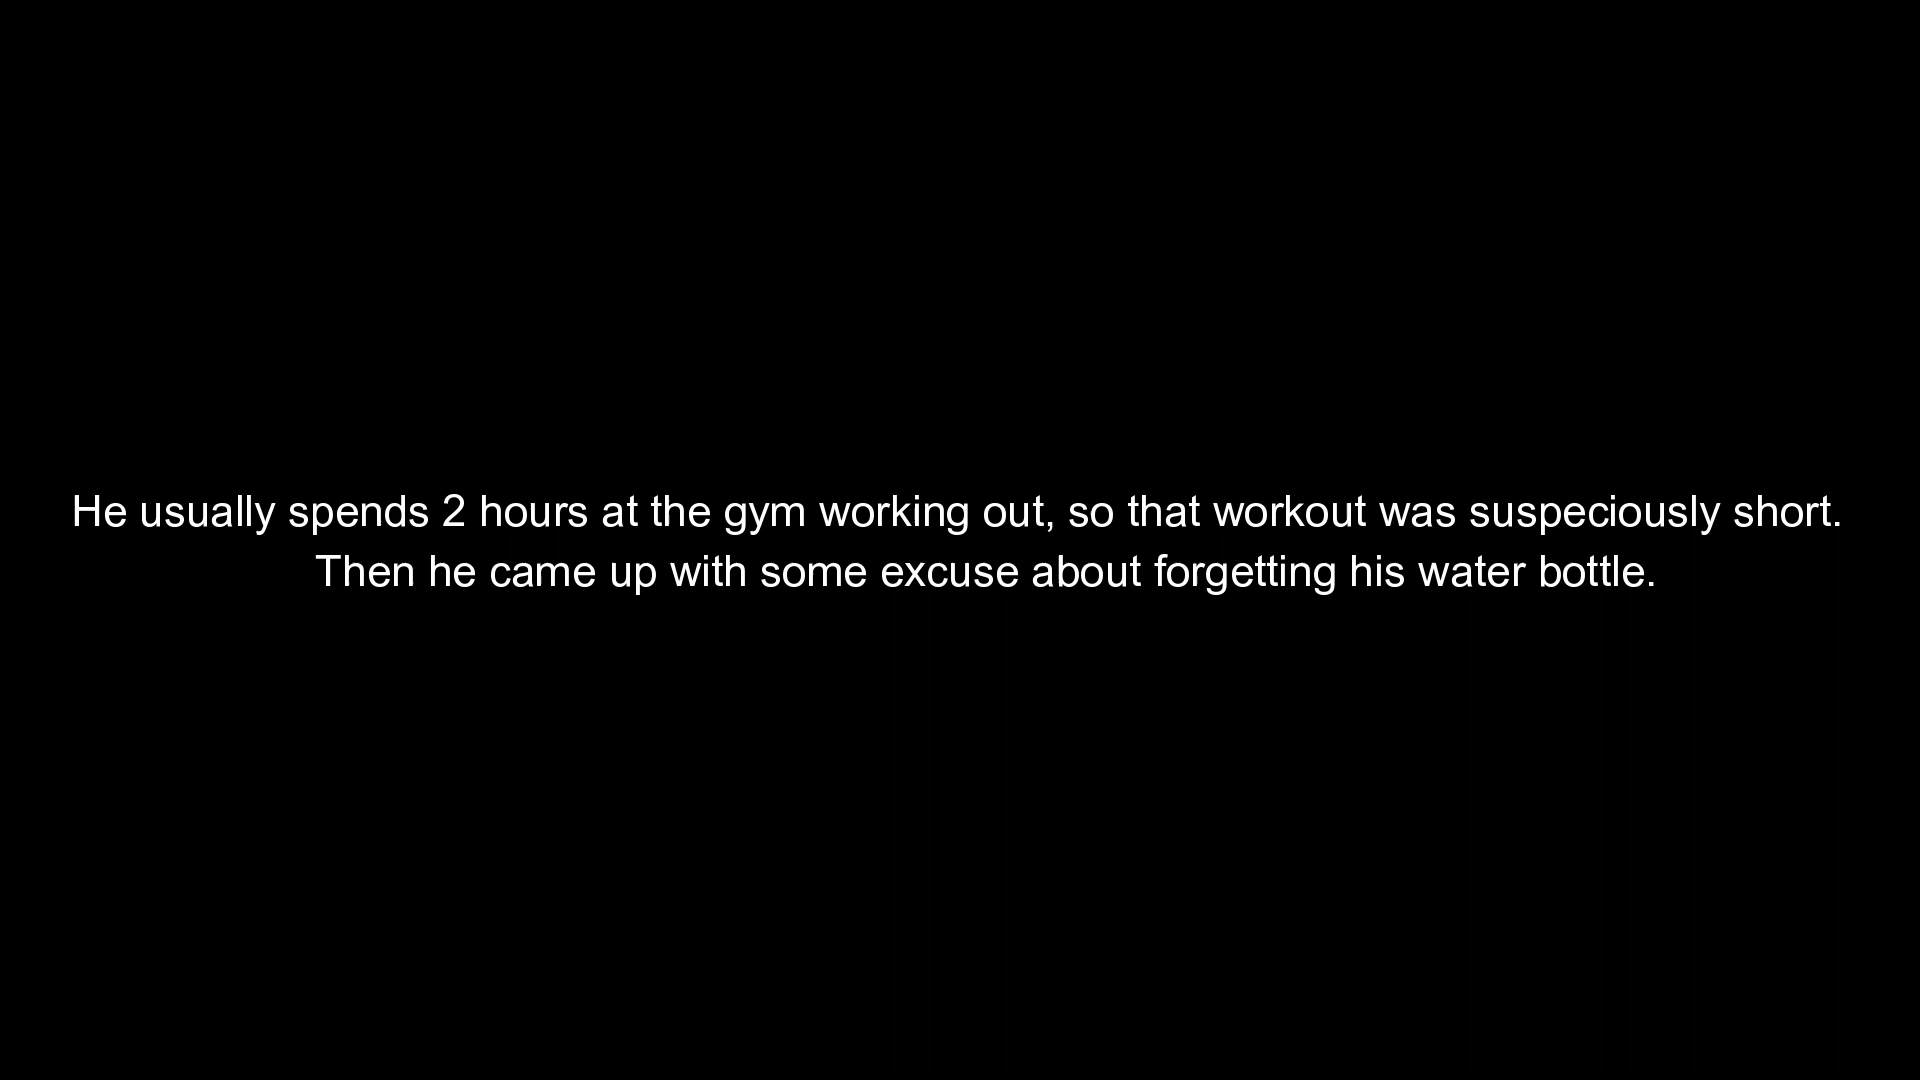 He usually spends 2 hours at the gym working out, so that workout was suspeciously short.
Then he came up with some excuse about forgetting his water bottle.